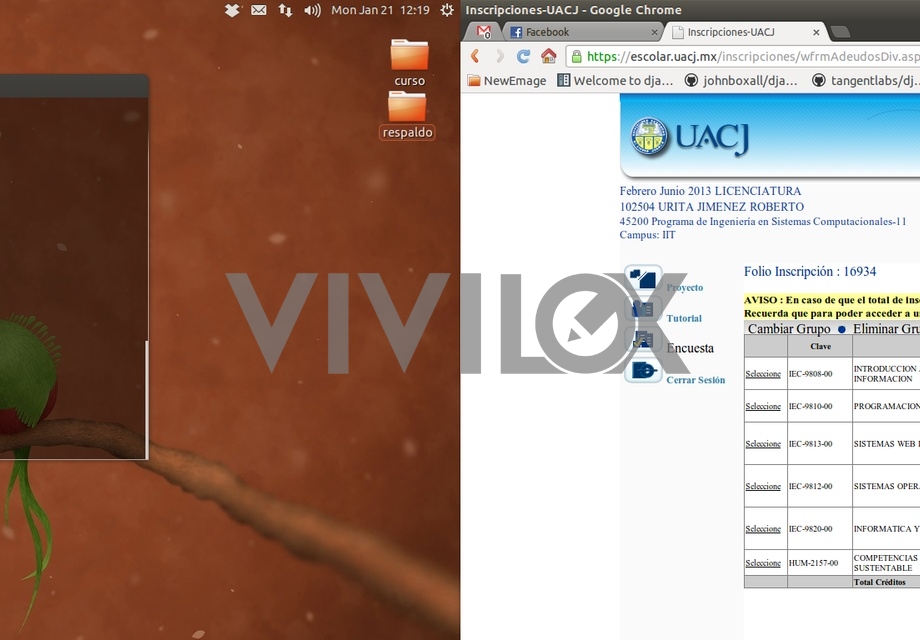 Mon Jan 21 12:19
curso
respaldo
Inscripciones-UACJ - Google Chrome
Facebook
Inscripciones-UACJ
https://escolar.uacj.mx/inscripciones/wfrmAdeudosDiv.asp
NewEmage
Welcome to dja...
johnboxall/dja...
tangentlabs/dj..
UACJ
Febrero Junio 2013 LICENCIATURA
102504 URITA JIMENEZ ROBERTO
45200 Programa de Ingeniería en Sistemas Computacionales-11
Campus: IIT
Proyecto
Tutorial
Encuesta
Cerrar Sesión
Folio Inscripción : 16934
AVISO : En caso de que el total de ins
Recuerda que para poder acceder a u
Cambiar Grupo ● Eliminar Gru
Clave
Seleccione IEC-9808-00 INTRODUCCION
INFORMACION
Seleccione IEC-9810-00 PROGRAMACION
Seleccione IEC-9813-00 SISTEMAS WEB
Seleccione IEC-9812-00 SISTEMAS OPER
Seleccione IEC-9820-00 INFORMATICA Y
Seleccione HUM-2157-00 COMPETENCIAS
SUSTENTABLE
Total Créditos
VIVILOX